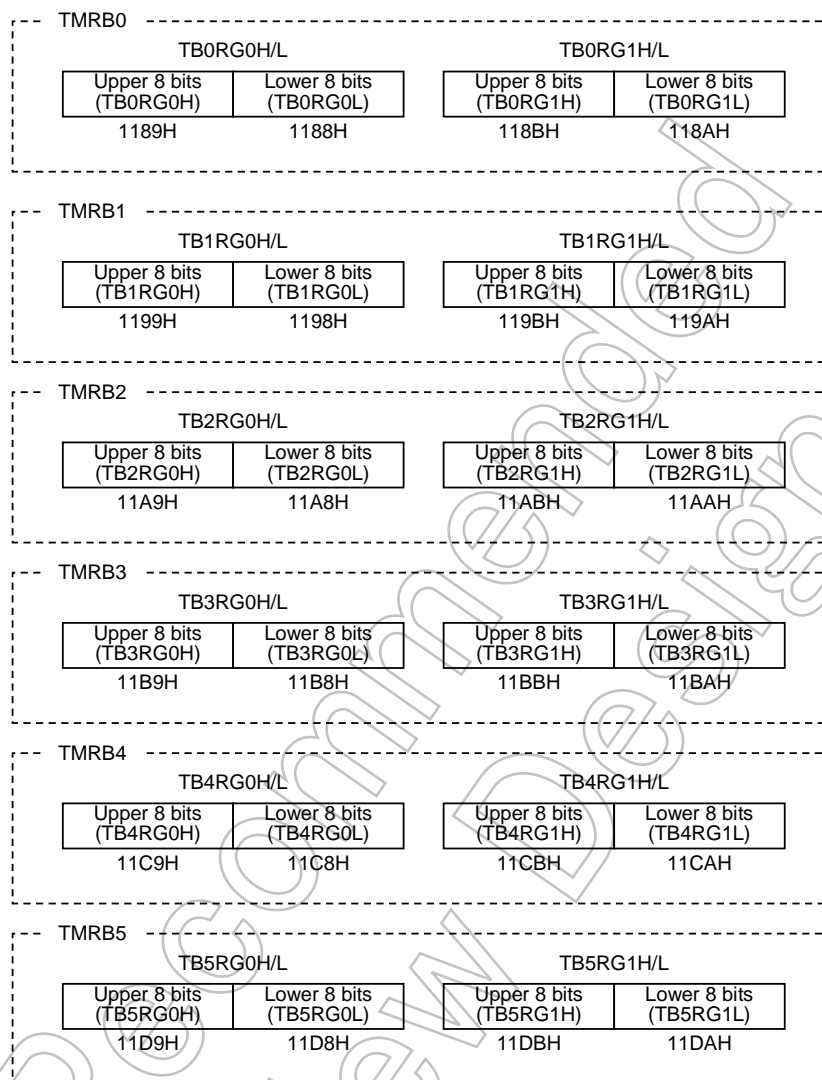 TMRB0
TB0RG0H/L TB0RG1H/L
Upper 8 bits Lower 8 bits Upper 8 bits Lower 8 bits
(TB0RG0H) (TB0RG0L) (TB0RG1H) (TB0RG1L)
1189H 1188H 118BH 118AH
TMRB1
TB1RG0H/L TB1RG1H/L
Upper 8 bits Lower 8 bits Upper 8 bits Lower 8 bits
(TB1RG0H) (TB1RG0L) (TB1RG1H) (TB1RG1L)
1199H 1198H 119BH 119AH
TMRB2
TB2RG0H/L TB2RG1H/L
Upper 8 bits Lower 8 bits Upper 8 bits Lower 8 bits
(TB2RG0H) (TB2RG0L) (TB2RG1H) (TB2RG1L)
11A9H 11A8H 11ABH 11AAH
TMRB3
TB3RG0H/L TB3RG1H/L
Upper 8 bits Lower 8 bits Upper 8 bits Lower 8 bits
(TB3RG0H) (TB3RG0L) (TB3RG1H) (TB3RG1L)
11B9H 11B8H 11BBH 11BAH
TMRB4
TB4RG0H/L TB4RG1H/L
Upper 8 bits Lower 8 bits Upper 8 bits Lower 8 bits
(TB4RG0H) (TB4RG0L) (TB4RG1H) (TB4RG1L)
11C9H 11C8H 11CBH 11CAH
TMRB5
TB5RG0H/L TB5RG1H/L
Upper 8 bits Lower 8 bits Upper 8 bits Lower 8 bits
(TB5RG0H) (TB5RG0L) (TB5RG1H) (TB5RG1L)
11D9H 11D8H 11DBH 11DAH
Recommended
Design